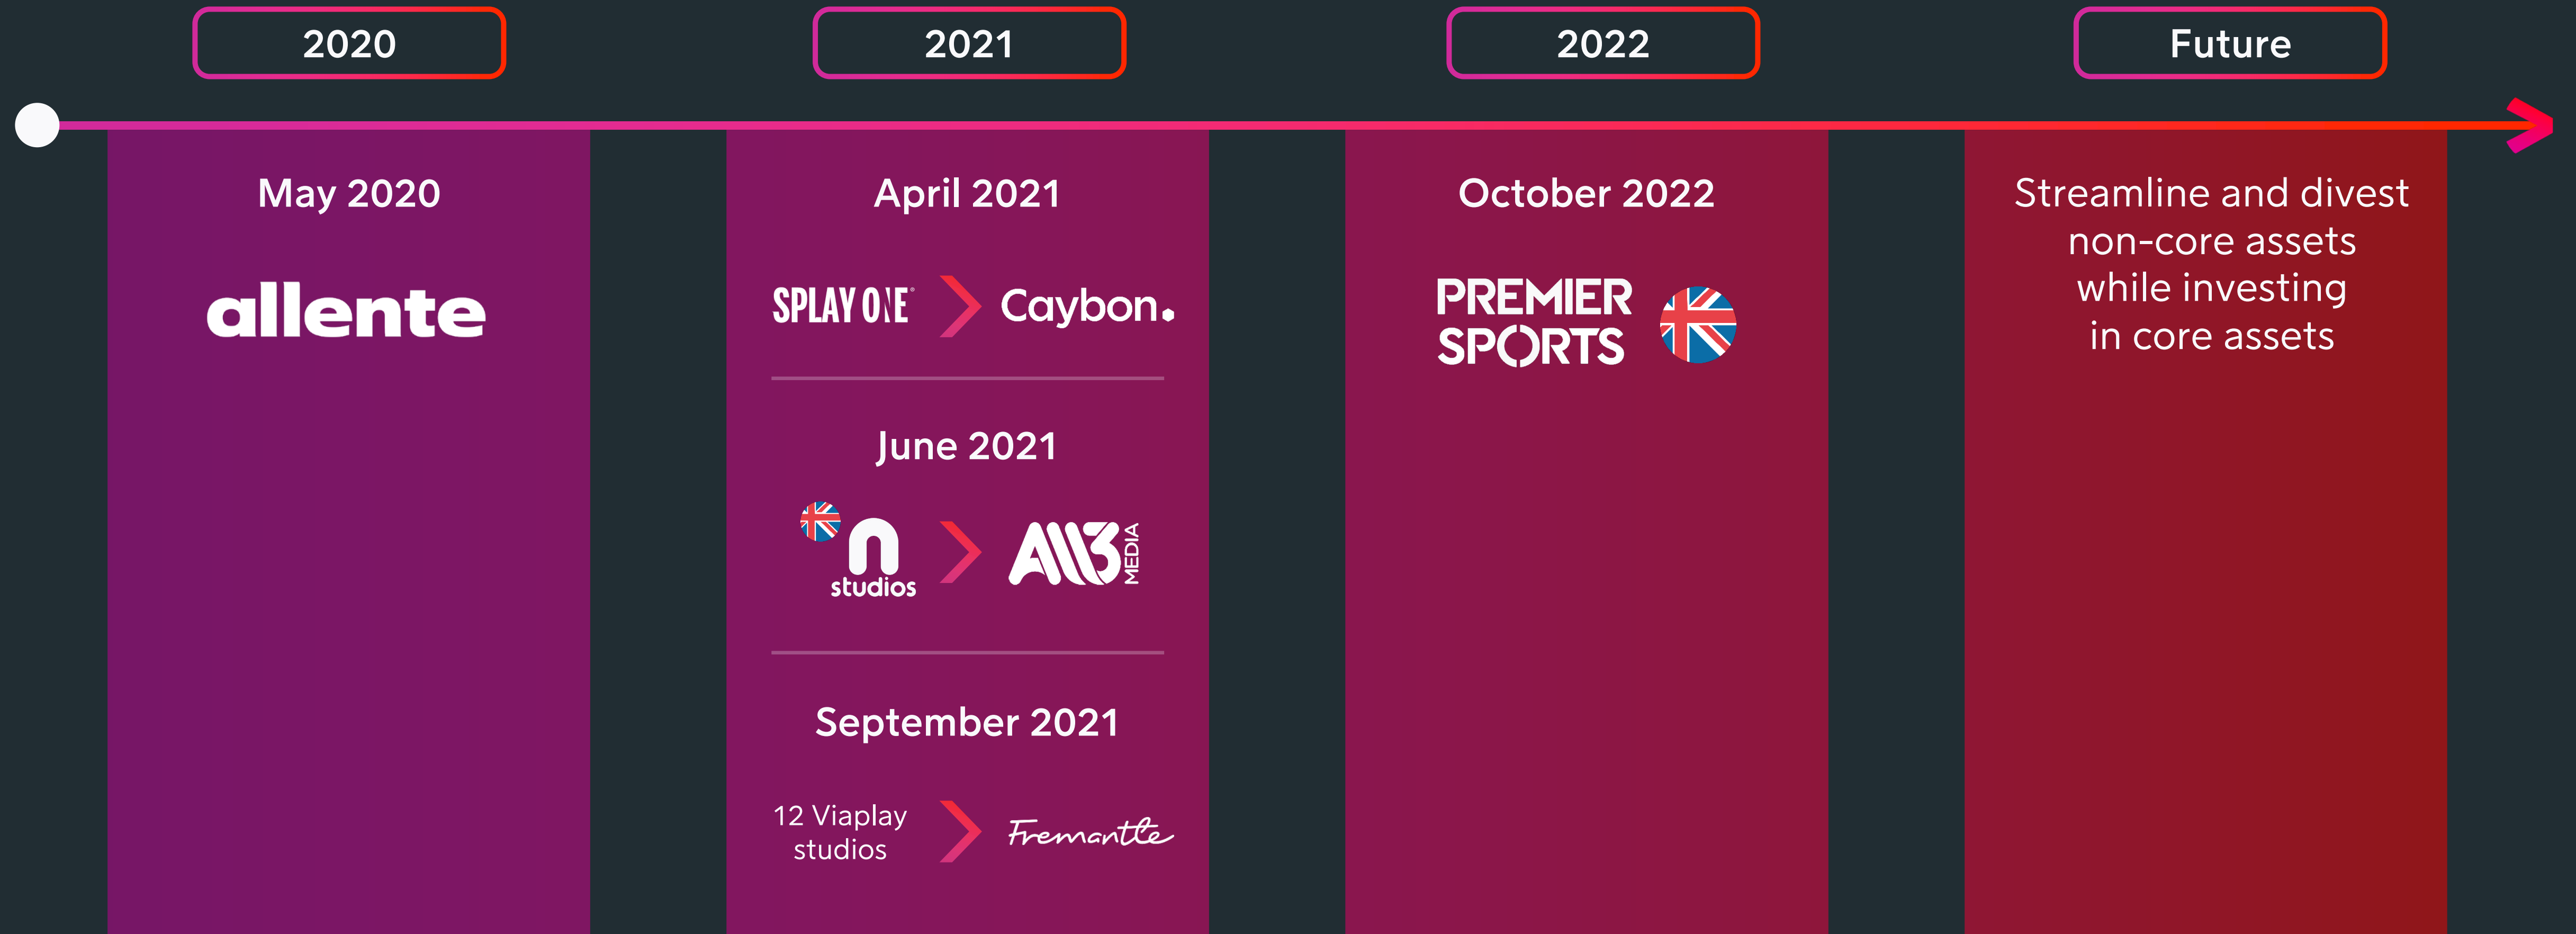 2020
2021
2022
Future
May 2020
allente
April 2021
SPLAY ONE
Caybon.
June 2021
n
studios
All3
MEDIA
September 2021
12 Viaplay
studios
Fremantle
October 2022
PREMIER
SPORTS
Streamline and divest
non-core assets
while investing
in core assets